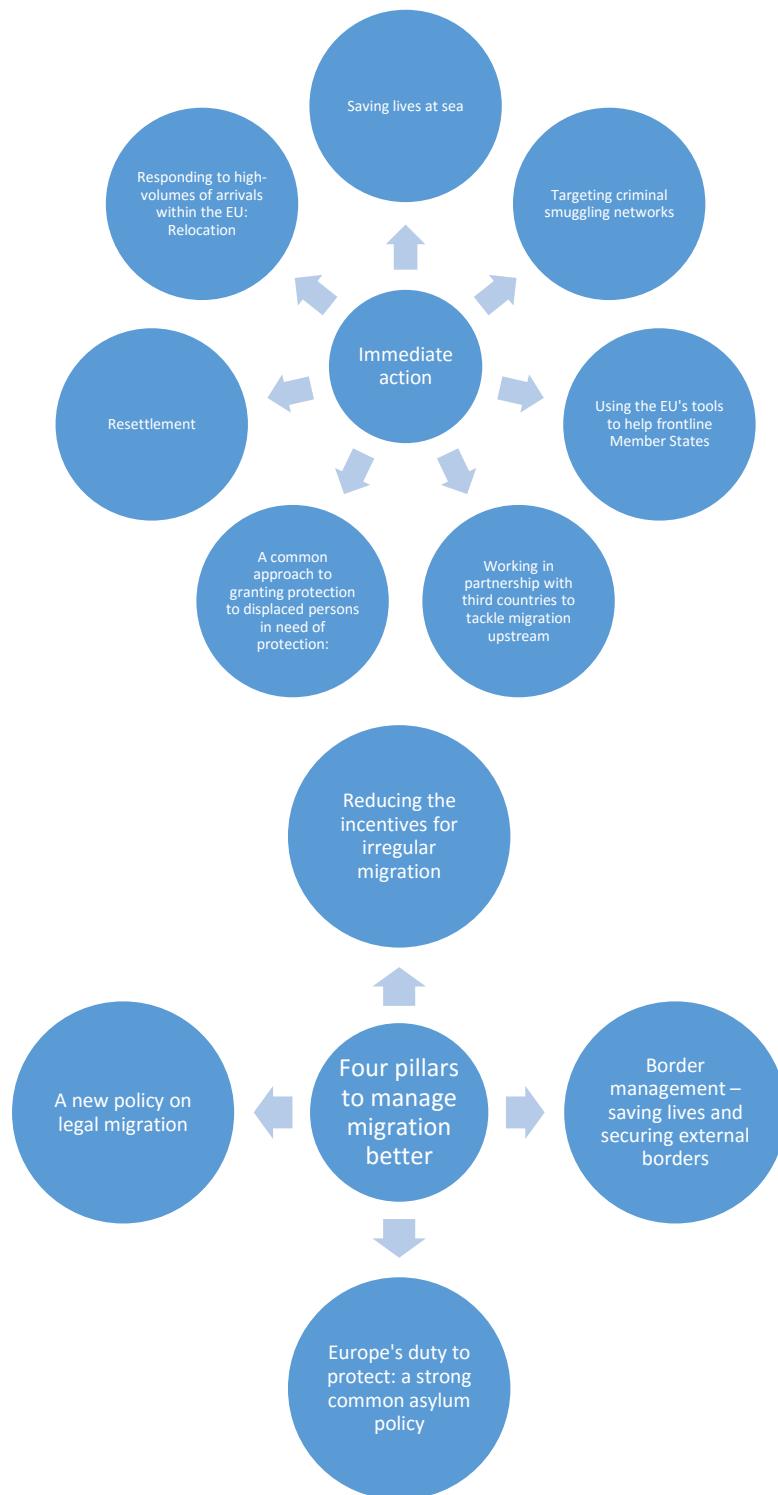 Saving lives at sea
Responding to high-
volumes of arrivals
within the EU:
Relocation
Targeting criminal
smuggling networks
Immediate
action
Resettlement
Using the EU's tools
to help frontline
Member States
A common
approach to
granting protection
to displaced persons
in need of
protection:
Working in
partnership with
third countries to
tackle migration
upstream
Reducing the
incentives for
irregular
migration
A new policy on
legal migration
Four pillars
to manage
migration
better
Border
management –
saving lives and
securing external
borders
Europe's duty to
protect: a strong
common asylum
policy